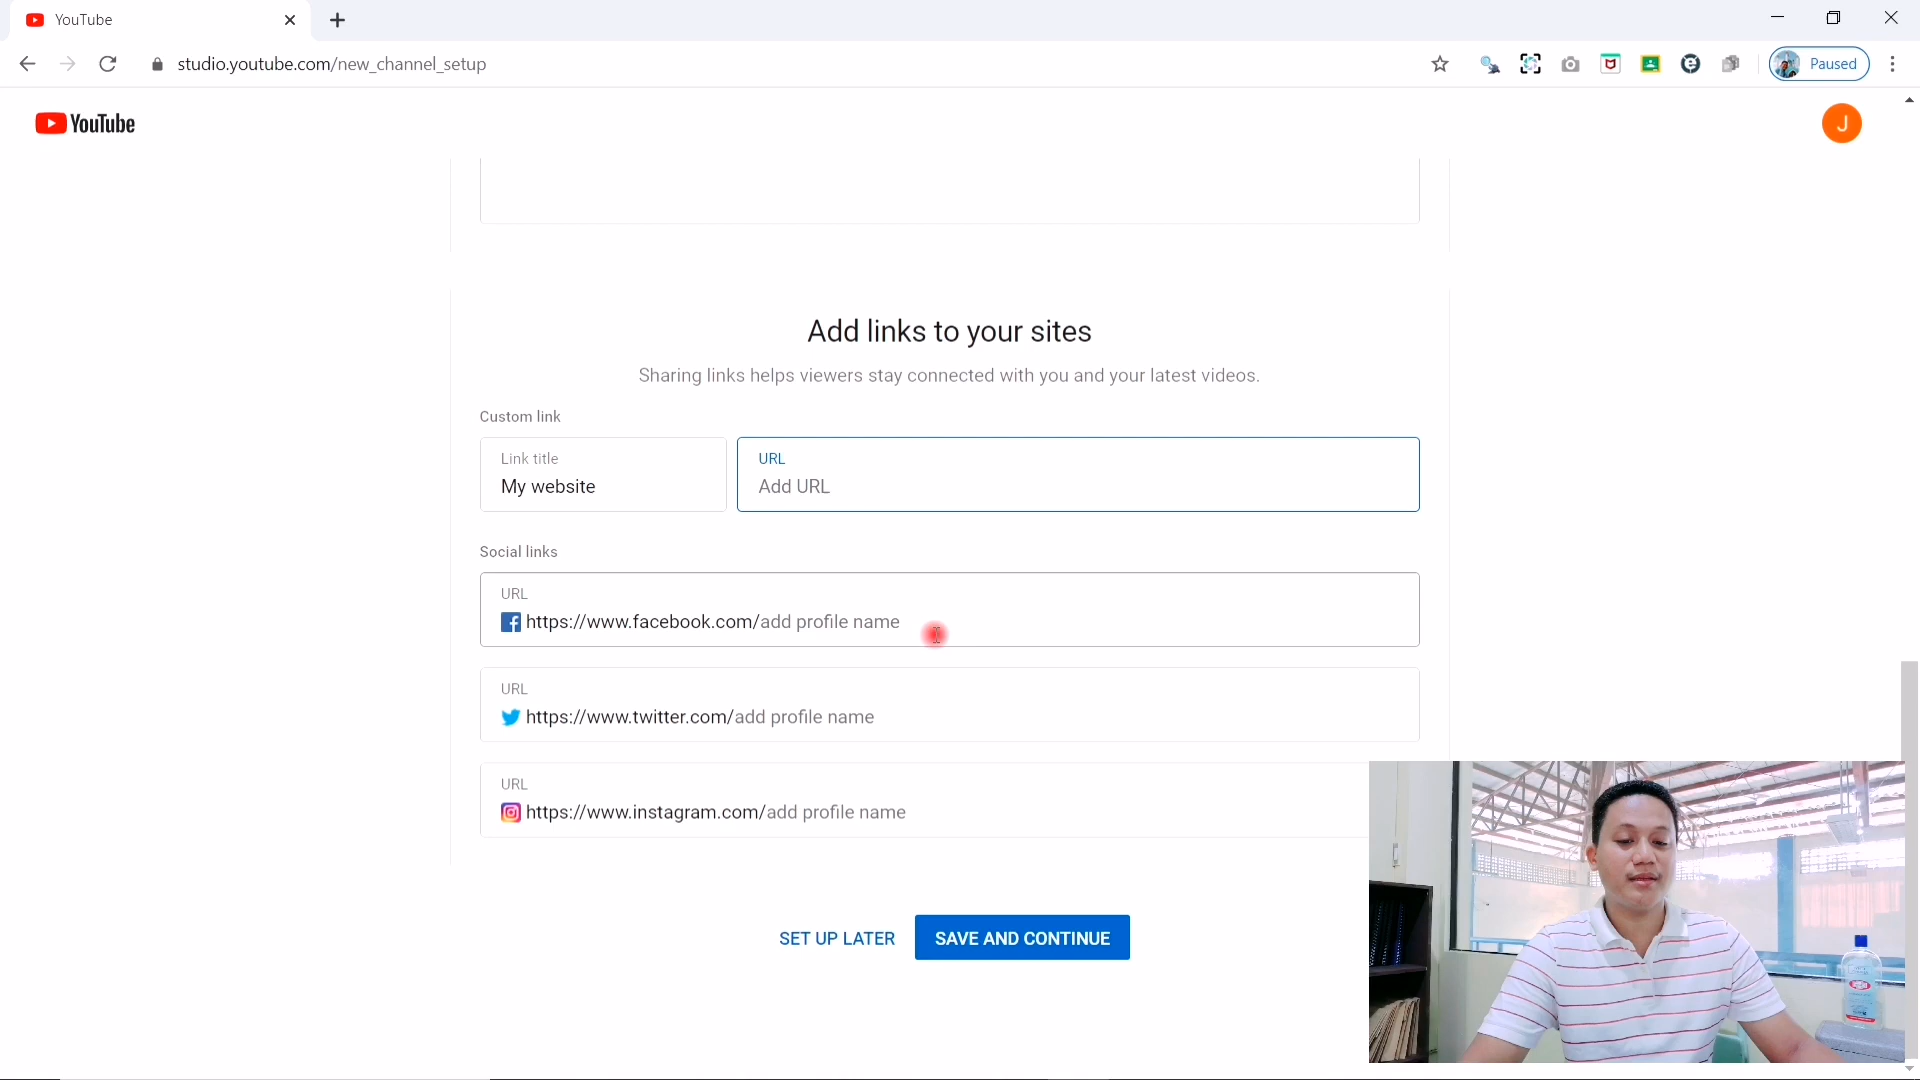 YouTube
studio.youtube.com/new_channel_setup
Paused
YouTube
J
Add links to your sites
Sharing links helps viewers stay connected with you and your latest videos.
Custom link
Link title
My website
URL
Add URL
Social links
URL
https://www.facebook.com/add profile name
URL
https://www.twitter.com/add profile name
URL
https://www.instagram.com/add profile name
SET UP LATER
SAVE AND CONTINUE